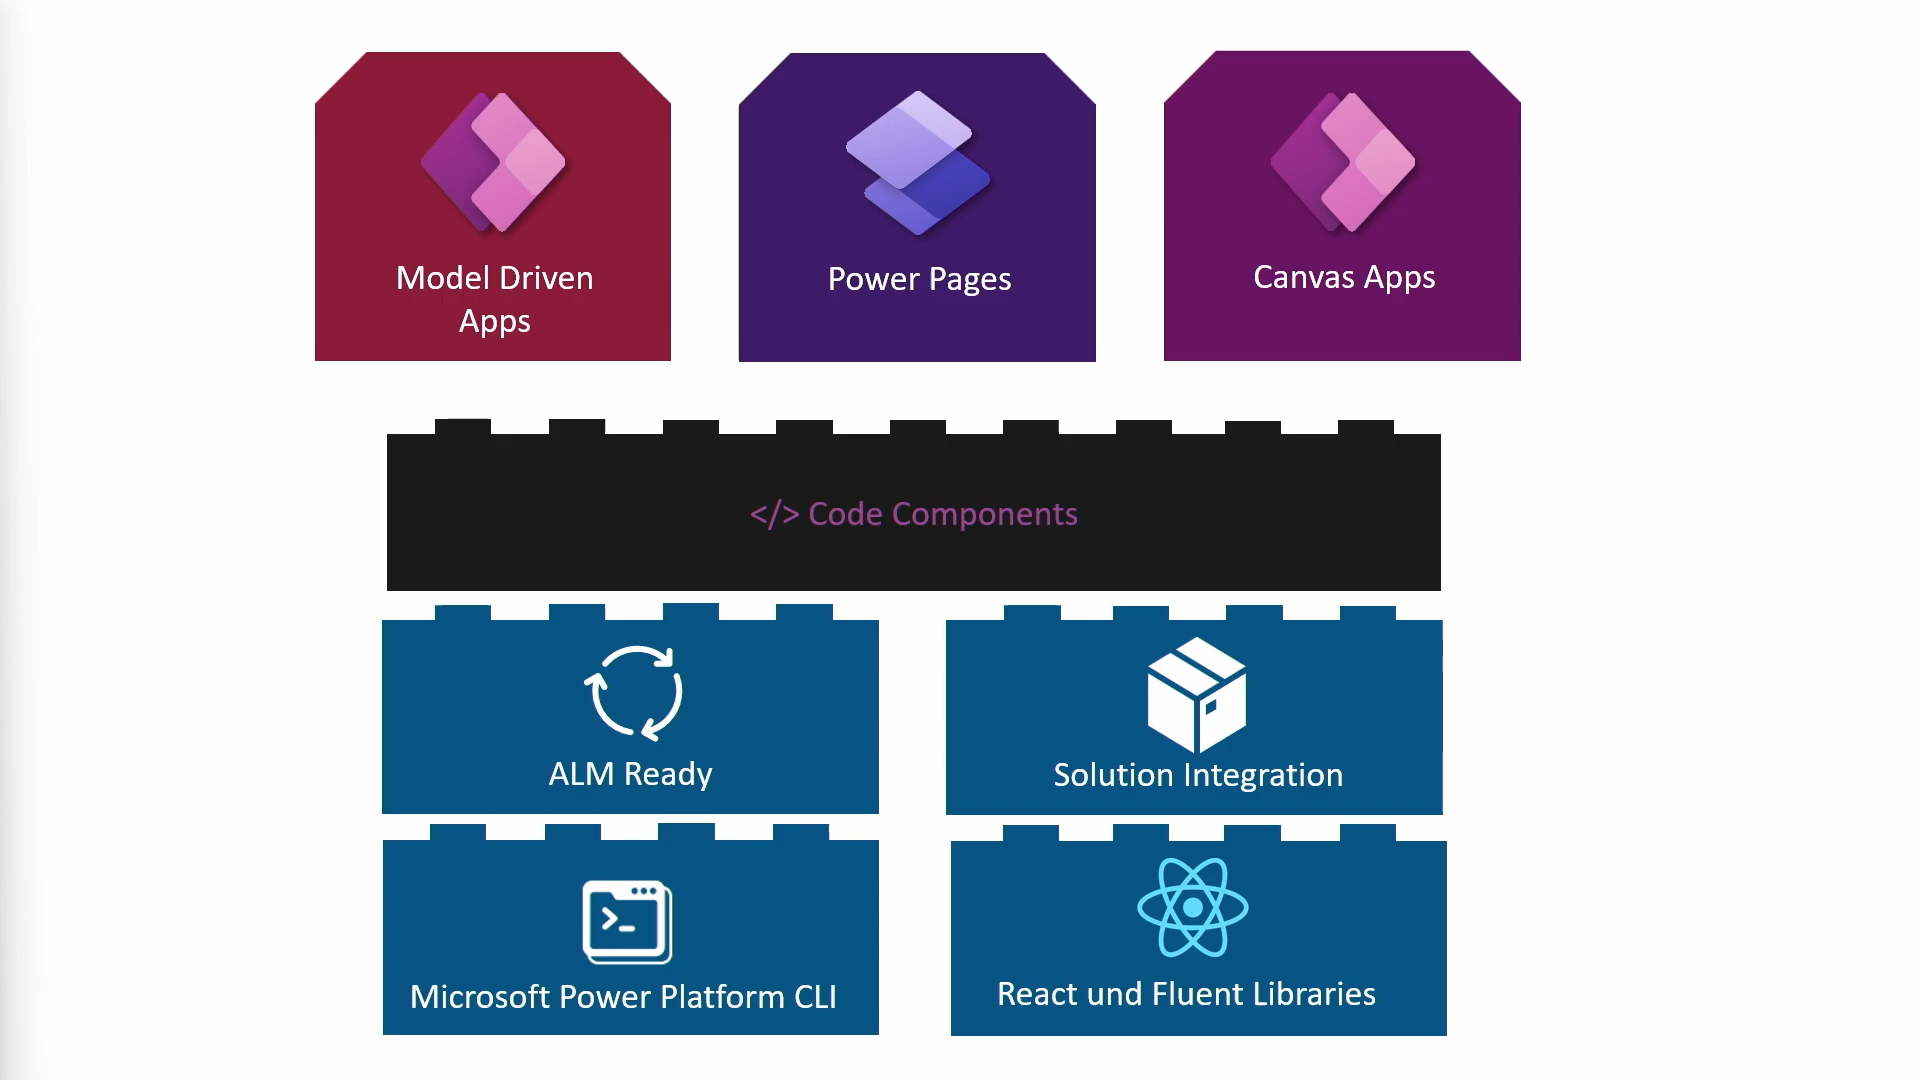 Model Driven
Apps
Power Pages
Canvas Apps
</> Code Components
ALM Ready
Solution Integration
Microsoft Power Platform CLI
React und Fluent Libraries